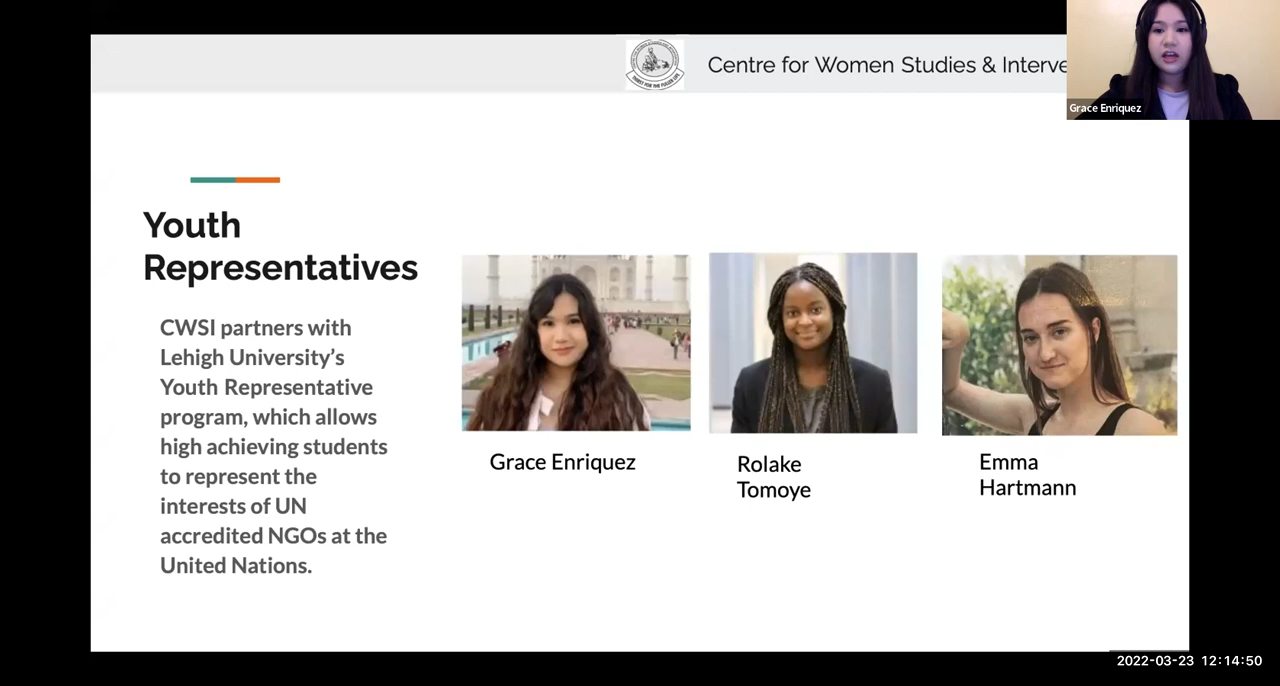 Centre for Women Studies & Interve
Grace Enriquez
Youth
Representatives
CWSI partners with
Lehigh University’s
Youth Representative
program, which allows
high achieving students
to represent the
interests of UN
accredited NGOs at the
United Nations.
Grace Enriquez
Rolake
Tomoye
Emma
Hartmann
2022-03-23 12:14:50